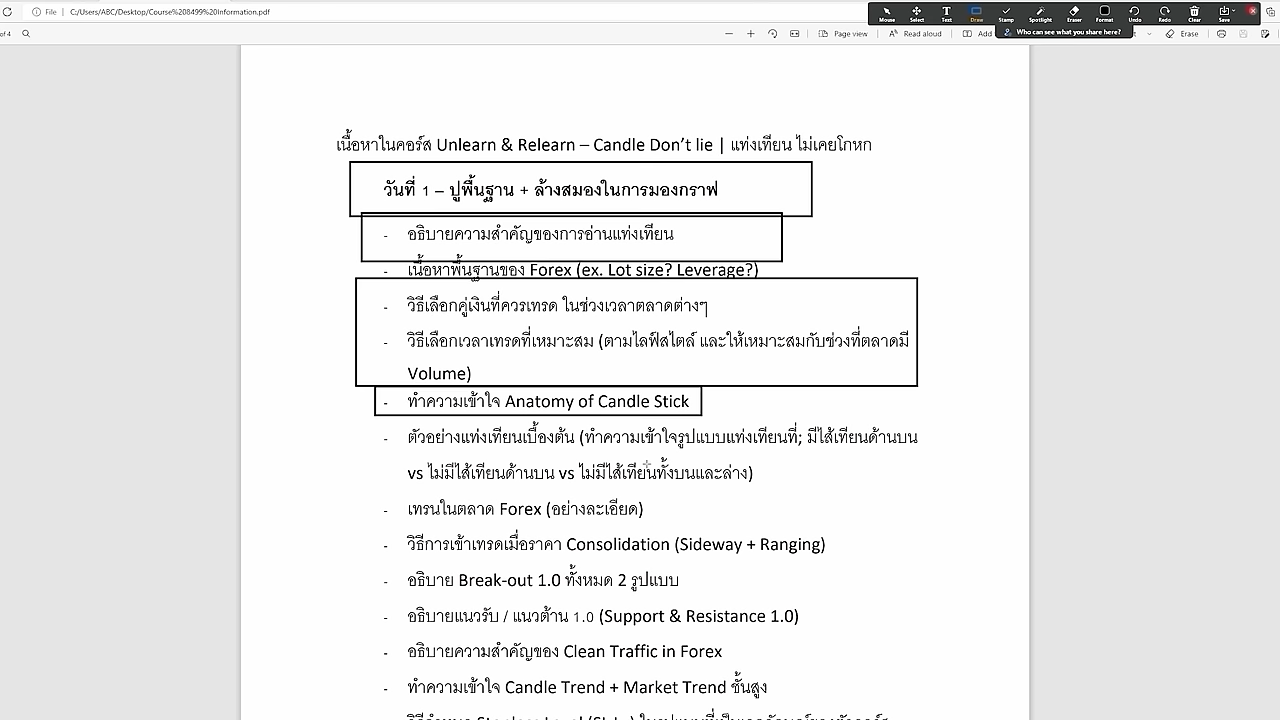 File
C:/Users/ABC/Desktop/Course%208499%20Information.pdf
Mouse Select Text Draw Stamp Spotlight Eraser Format Undo Redo Clear Save
Who can see what you share here?
of 4
Page view
Read aloud
Add
t
Erase
เนื้อหาในคอร์ส Unlearn & Relearn – Candle Don’t lie | แท่งเทียน ไม่เคยโกหก
วันที่ 1 – ปูพื้นฐาน + ล้างสมองในการมองกราฟ
- อธิบายความสำคัญของการอ่านแท่งเทียน
- เนื้อหาพื้นฐานของ Forex (ex. Lot size? Leverage?)
- วิธีเลือกคู่เงินที่ควรเทรด ในช่วงเวลาตลาดต่างๆ
- วิธีเลือกเวลาเทรดที่เหมาะสม (ตามไลฟ์สไตล์ และให้เหมาะสมกับช่วงที่ตลาดมี
Volume)
- ทำความเข้าใจ Anatomy of Candle Stick
- ตัวอย่างแท่งเทียนเบื้องต้น (ทำความเข้าใจรูปแบบแท่งเทียนที่; มีไส้เทียนด้านบน
vs ไม่มีไส้เทียนด้านบน vs ไม่มีไส้เทียนทั้งบนและล่าง)
- เทรนในตลาด Forex (อย่างละเอียด)
- วิธีการเข้าเทรดเมื่อราคา Consolidation (Sideway + Ranging)
- อธิบาย Break-out 1.0 ทั้งหมด 2 รูปแบบ
- อธิบายแนวรับ / แนวต้าน 1.0 (Support & Resistance 1.0)
- อธิบายความสำคัญของ Clean Traffic in Forex
- ทำความเข้าใจ Candle Trend + Market Trend ชั้นสูง